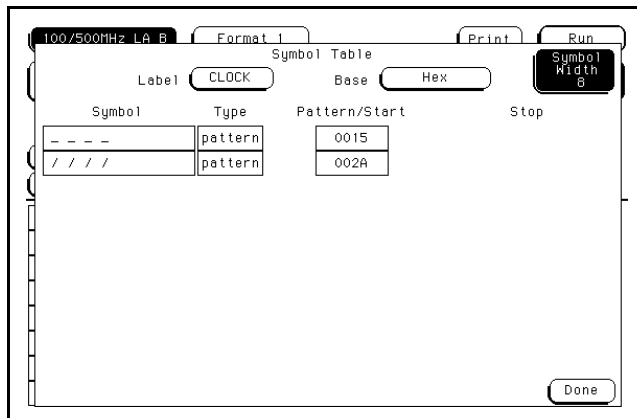 100/500MHz LA B Format 1 Print Run
Symbol Table
Symbol Width 8
Label CLOCK Base Hex
Symbol Type Pattern/Start Stop
_ _ _ _ pattern 0015
/ / / / pattern 002A
Done